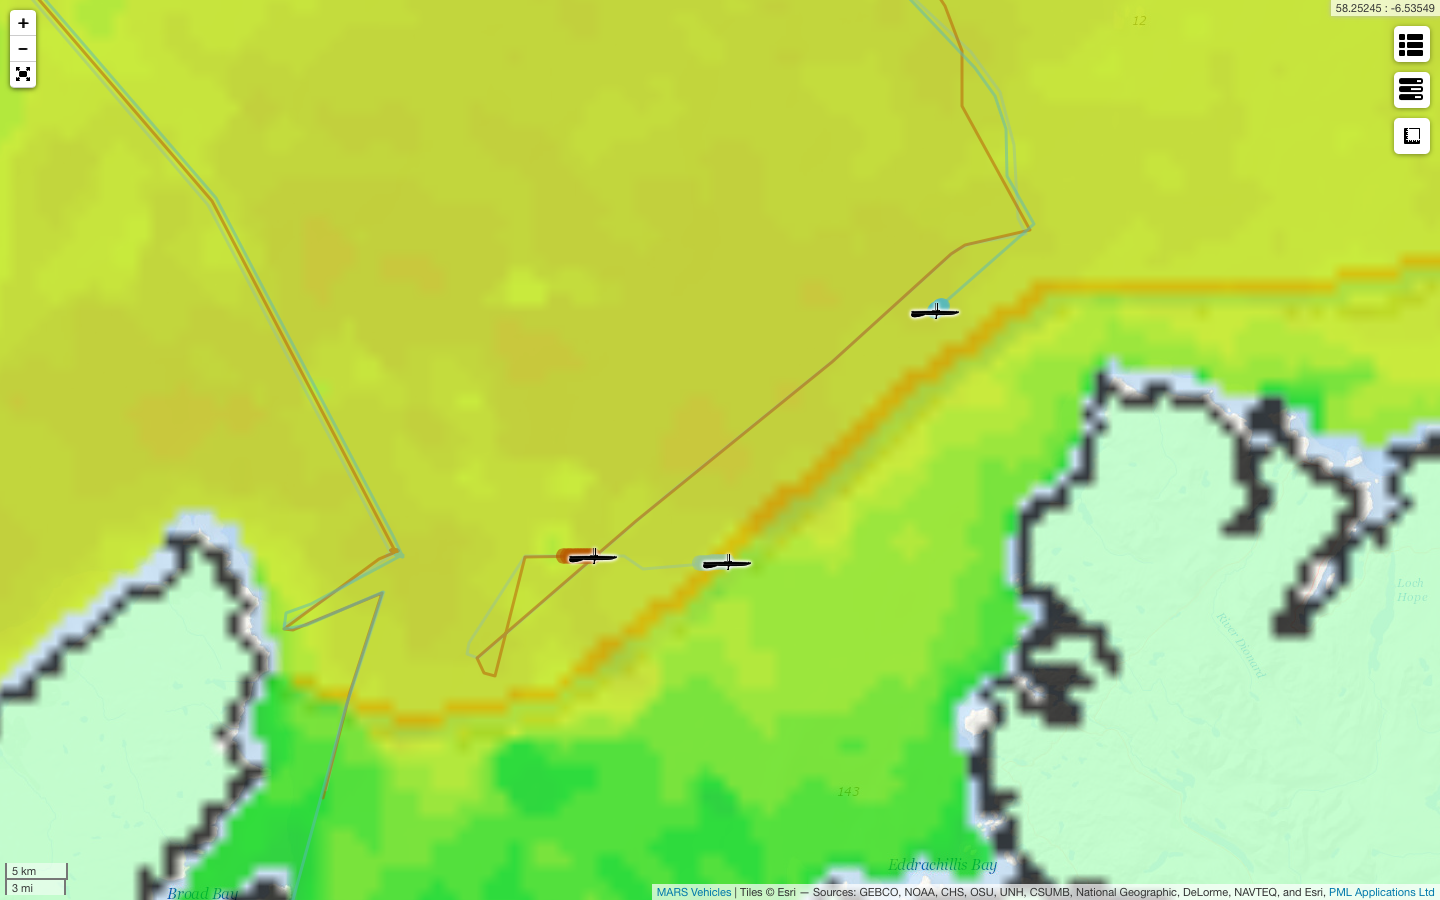 +
58.25245 : -6.53549
12
−
Loch
Hope
River Dionard
143
Eddrachillis Bay
5 km
3 mi
Broad Bay
MARS Vehicles | Tiles © Esri — Sources: GEBCO, NOAA, CHS, OSU, UNH, CSUMB, National Geographic, DeLorme, NAVTEQ, and Esri, PML Applications Ltd